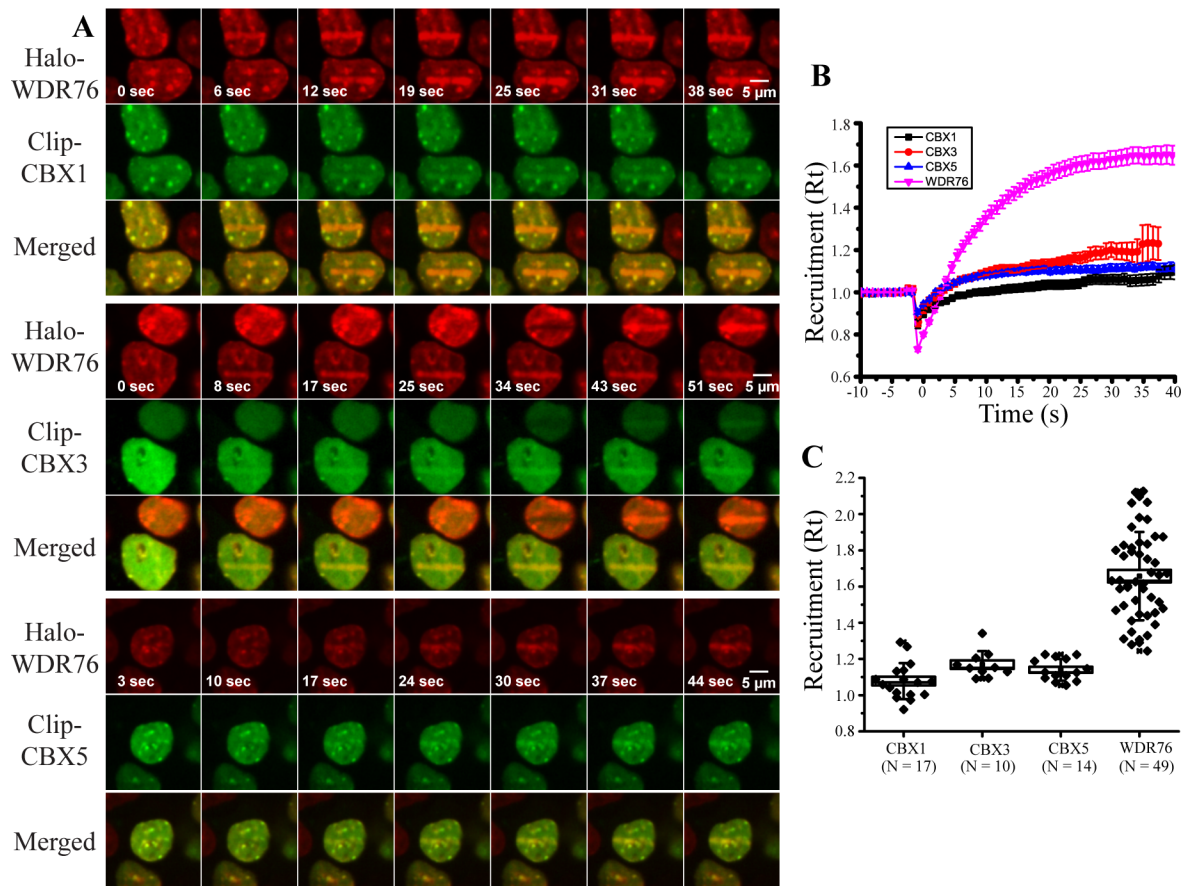 A
Halo-
WDR76
0 sec 6 sec 12 sec 19 sec 25 sec 31 sec 38 sec
5 µm
Clip-
CBX1
Merged
Halo-
WDR76
0 sec 8 sec 17 sec 25 sec 34 sec 43 sec 51 sec
5 µm
Clip-
CBX3
Merged
Halo-
WDR76
3 sec 10 sec 17 sec 24 sec 30 sec 37 sec 44 sec
5 µm
Clip-
CBX5
Merged
B
Recruitment (Rt)
1.8
1.6
1.4
1.2
1.0
0.8
0.6
CBX1
CBX3
CBX5
WDR76
-10 -5 0 5 10 15 20 25 30 35 40
Time (s)
C
Recruitment (Rt)
2.2
2.0
1.8
1.6
1.4
1.2
1.0
0.8
CBX1 CBX3 CBX5 WDR76
(N = 17) (N = 10) (N = 14) (N = 49)